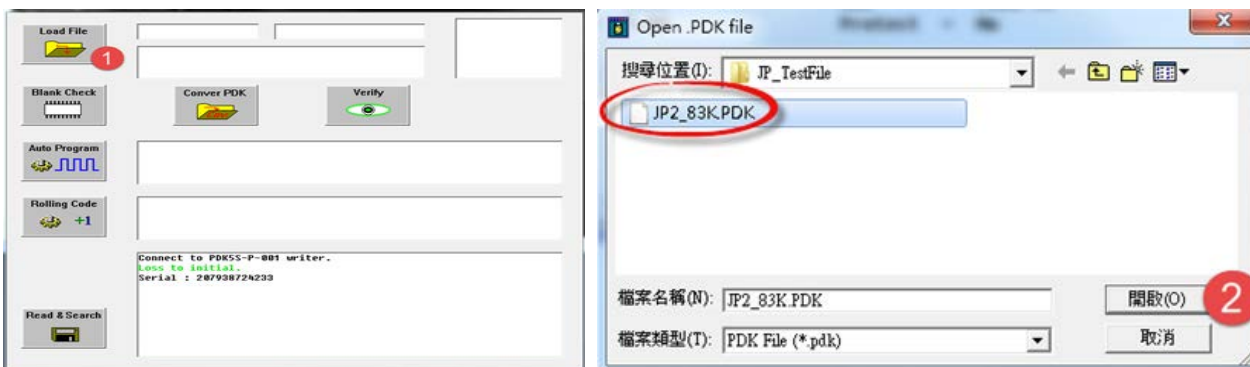 Load File
1
Blank Check
Conver PDK
Verify
Auto Program
Rolling Code
+1
Connect to PDK5S-P-001 writer.
Loss to initial.
Serial : 207938724233
Read & Search
Open .PDK file
搜尋位置(I):
JP_TestFile
JP2_83K.PDK
檔案名稱(N):
JP2_83K.PDK
開啟(O)
2
檔案類型(T):
PDK File (*.pdk)
取消